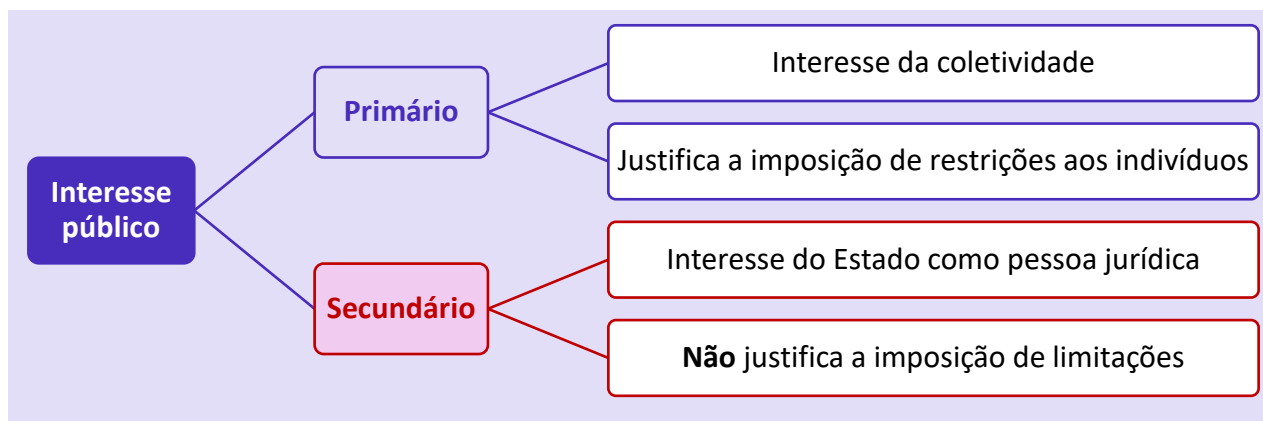 Interesse
público
Primário
Interesse da coletividade
Justifica a imposição de restrições aos indivíduos
Secundário
Interesse do Estado como pessoa jurídica
Não justifica a imposição de limitações